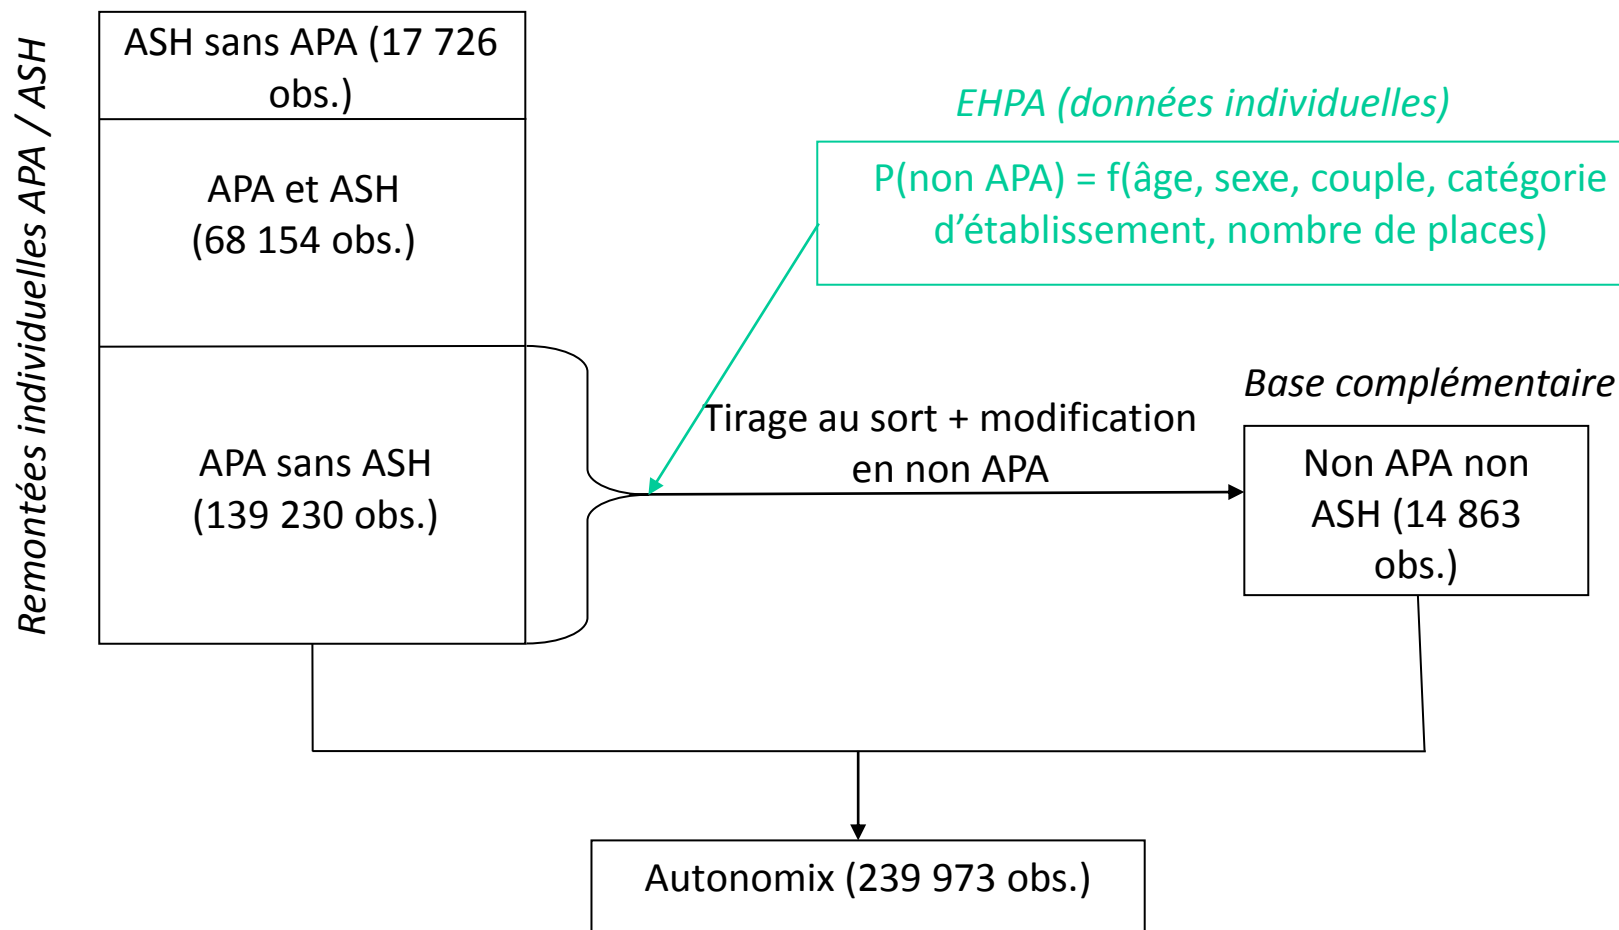 Remontées individuelles APA / ASH
ASH sans APA (17 726
obs.)
APA et ASH
(68 154 obs.)
APA sans ASH
(139 230 obs.)
EHPA (données individuelles)
P(non APA) = f(âge, sexe, couple, catégorie
d’établissement, nombre de places)
Tirage au sort + modification
en non APA
Base complémentaire
Non APA non
ASH (14 863
obs.)
Autonomix (239 973 obs.)